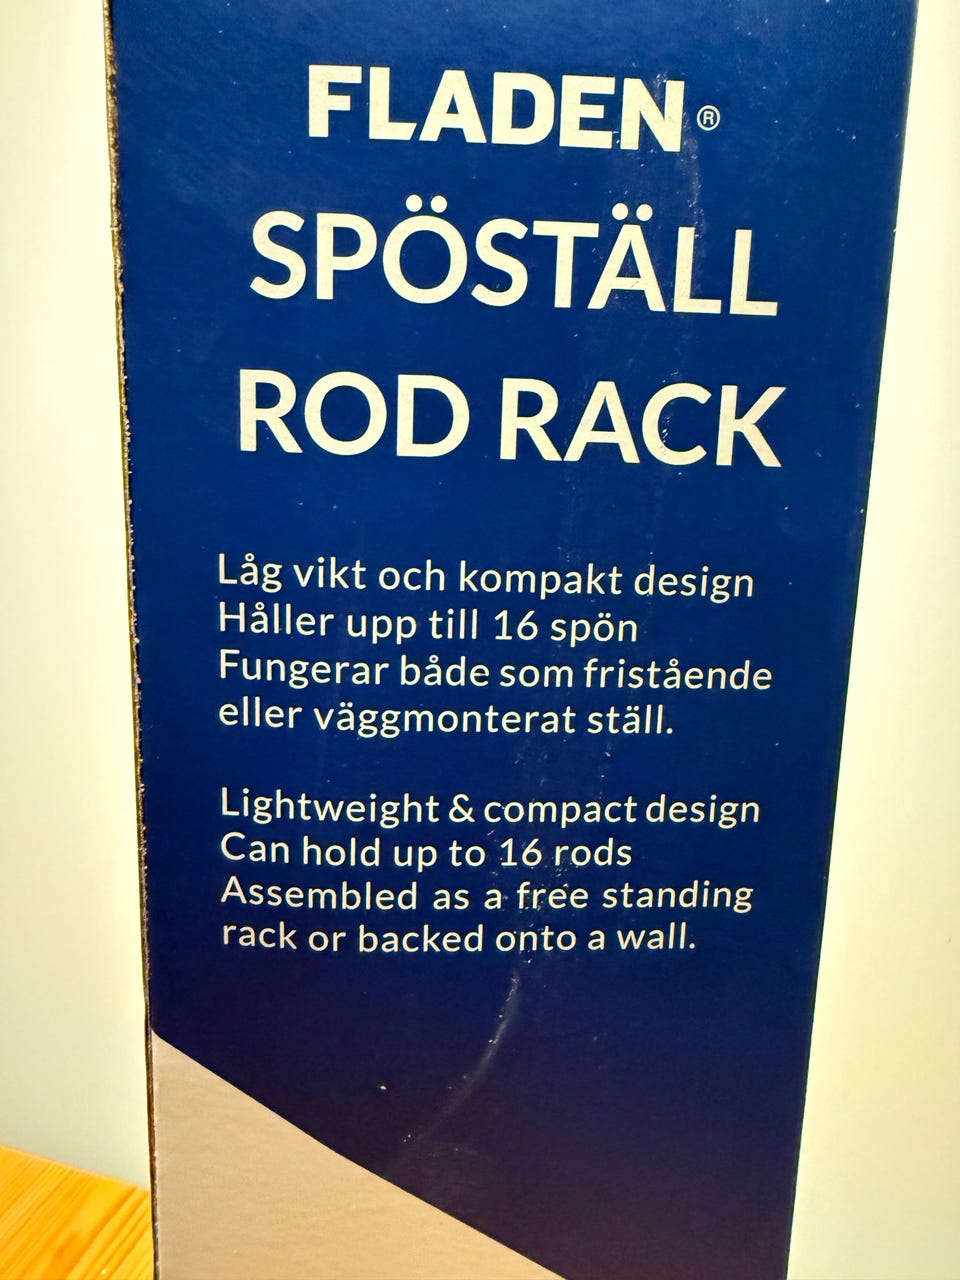 FLADEN®
SPÖSTÄLL
ROD RACK
Låg vikt och kompakt design
Håller upp till 16 spön
Fungerar både som fristående
eller väggmonterat ställ.
Lightweight & compact design
Can hold up to 16 rods
Assembled as a free standing
rack or backed onto a wall.